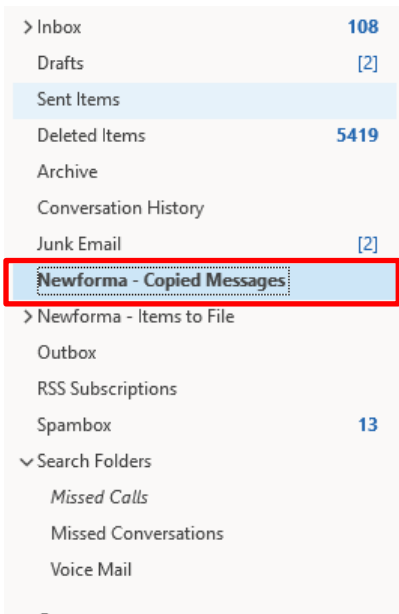 Inbox 108
Drafts [2]
Sent Items
Deleted Items 5419
Archive
Conversation History
Junk Email [2]
Newforma - Copied Messages
Newforma - Items to File
Outbox
RSS Subscriptions
Spambox 13
Search Folders
Missed Calls
Missed Conversations
Voice Mail